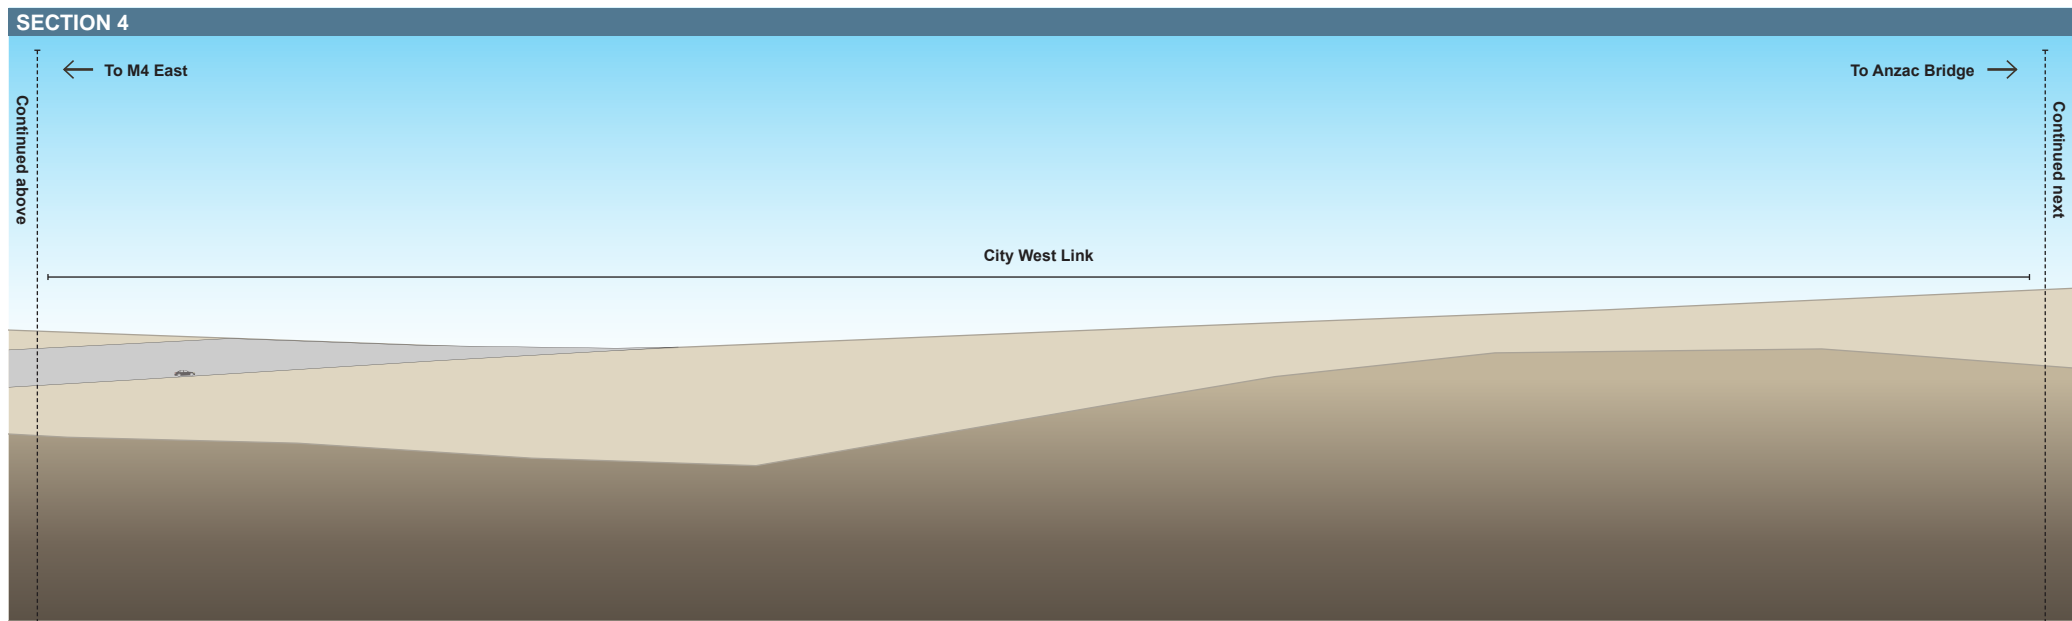 SECTION 4
To M4 East
To Anzac Bridge
Continued above
Continued next
City West Link